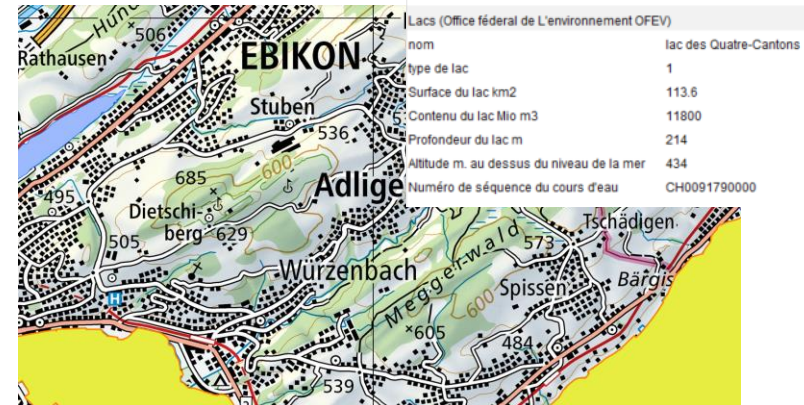 Lacs (Office féderal de L'environnement OFEV)
nom lac des Quatre-Cantons
type de lac 1
Surface du lac km2 113.6
Contenu du lac Mio m3 11800
Profondeur du lac m 214
Altitude m. au dessus du niveau de la mer 434
Numéro de séquence du cours d'eau CH0091790000
506
Rathausen
EBIKON
Stuben
536
600
685
Adlige
495
Dietschi-
berg
629
505
573
Tschädigen
Würzenbach
Meggerwald
Spissen
Bärgis
600
H
605
484
539